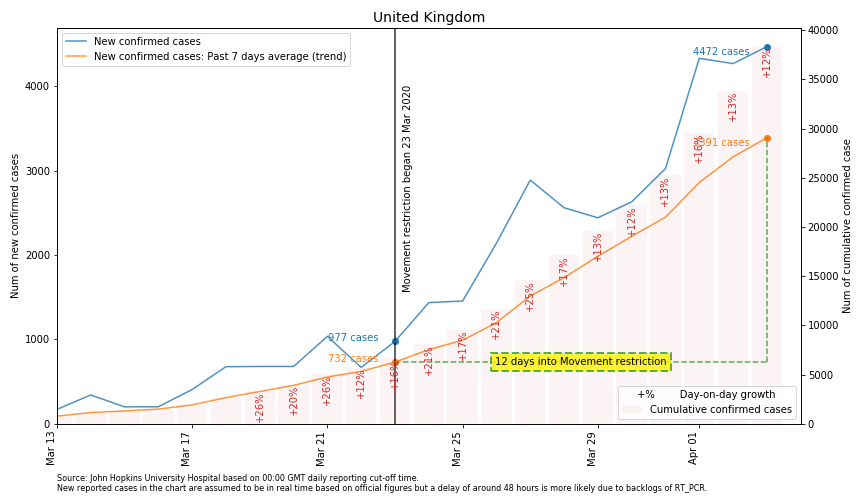 United Kingdom
New confirmed cases
New confirmed cases: Past 7 days average (trend)
Num of new confirmed cases
4000
3000
2000
1000
0
Num of cumulative confirmed case
40000
35000
30000
25000
20000
15000
10000
5000
0
Movement restriction began 23 Mar 2020
4472 cases
3391 cases
977 cases
732 cases
12 days into Movement restriction
+26%
+20%
+26%
+12%
+16%
+21%
+17%
+21%
+25%
+17%
+13%
+12%
+13%
+16%
+13%
+12%
+% Day-on-day growth
Cumulative confirmed cases
Mar 13
Mar 17
Mar 21
Mar 25
Mar 29
Apr 01
Source: John Hopkins University Hospital based on 00:00 GMT daily reporting cut-off time.
New reported cases in the chart are assumed to be in real time based on official figures but a delay of around 48 hours is more likely due to backlogs of RT_PCR.